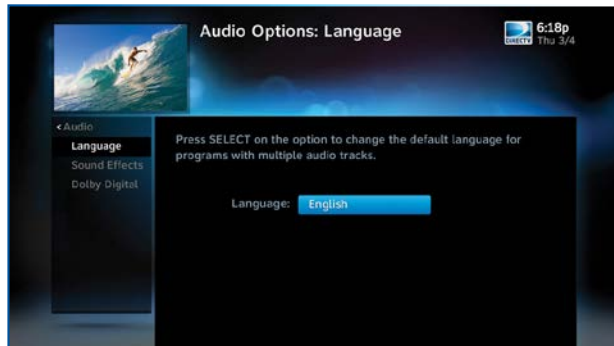 Audio Options: Language
DIRECTV
6:18p
Thu 3/4
<Audio
Language
Sound Effects
Dolby Digital
Press SELECT on the option to change the default language for
programs with multiple audio tracks.
Language: English